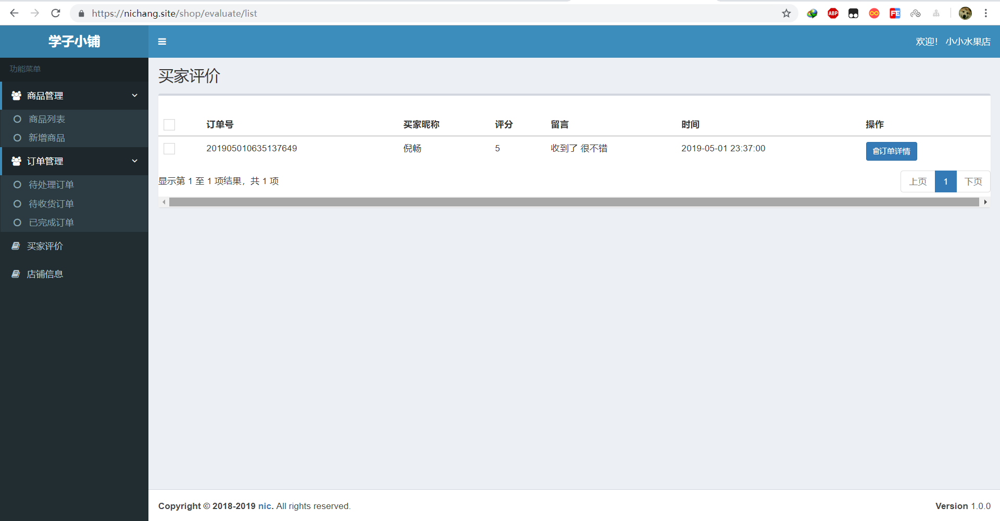 https://nichang.site/shop/evaluate/list
ABP
FE
学子小铺
欢迎！ 小小水果店
功能菜单
商品管理
商品列表
新增商品
订单管理
待处理订单
待收货订单
已完成订单
买家评价
店铺信息
买家评价
订单号 买家昵称 评分 留言 时间 操作
201905010635137649 倪畅 5 收到了 很不错 2019-05-01 23:37:00 订单详情
显示第 1 至 1 项结果，共 1 项
上页 1 下页
Copyright © 2018-2019 nic. All rights reserved.
Version 1.0.0